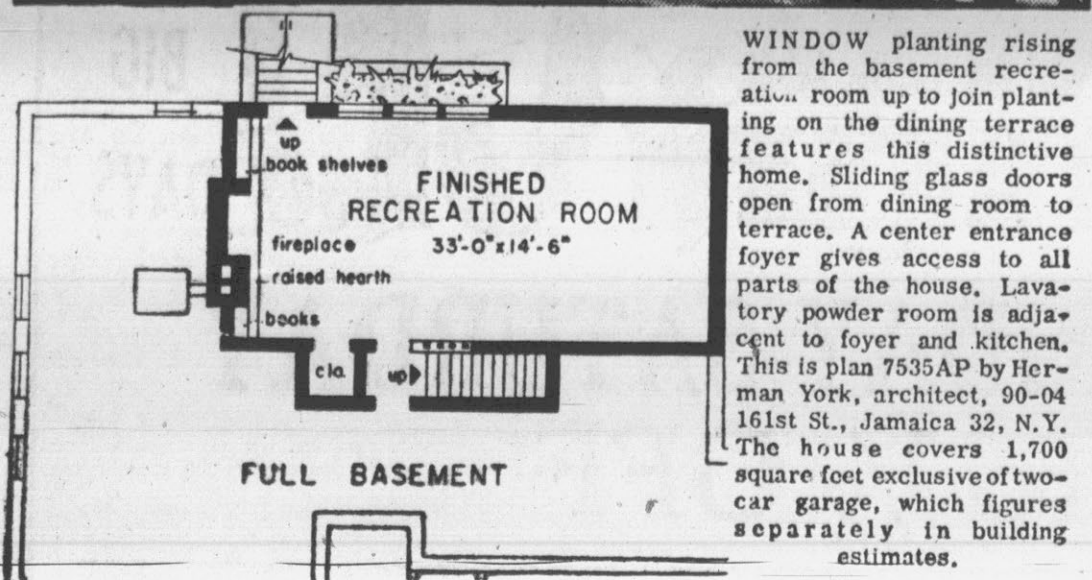 up
book shelves
FINISHED
RECREATION ROOM
33'-0"x14'-6"
fireplace
raised hearth
books
clo.
up
FULL BASEMENT
WINDOW planting rising
from the basement recre-
ation room up to join plant-
ing on the dining terrace
features this distinctive
home. Sliding glass doors
open from dining room to
terrace. A center entrance
foyer gives access to all
parts of the house. Lava-
tory powder room is adja-
cent to foyer and kitchen.
This is plan 7535AP by Her-
man York, architect, 90-04
161st St., Jamaica 32, N.Y.
The house covers 1,700
square feet exclusive of two-
car garage, which figures
separately in building
estimates.